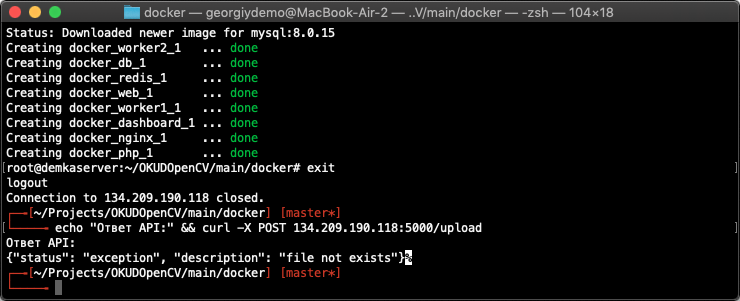 docker — georgiydemo@MacBook-Air-2 — ..V/main/docker — -zsh — 104×18
Status: Downloaded newer image for mysql:8.0.15
Creating docker_worker2_1   ... done
Creating docker_db_1        ... done
Creating docker_redis_1     ... done
Creating docker_web_1       ... done
Creating docker_worker1_1   ... done
Creating docker_dashboard_1 ... done
Creating docker_nginx_1     ... done
Creating docker_php_1       ... done
[root@demkaserver:~/OKUDOpenCV/main/docker# exit
logout
Connection to 134.209.190.118 closed.
[~/Projects/OKUDOpenCV/main/docker] [master*]
echo "Ответ API:" && curl -X POST 134.209.190.118:5000/upload
Ответ API:
{"status": "exception", "description": "file not exists"}%
[~/Projects/OKUDOpenCV/main/docker] [master*]